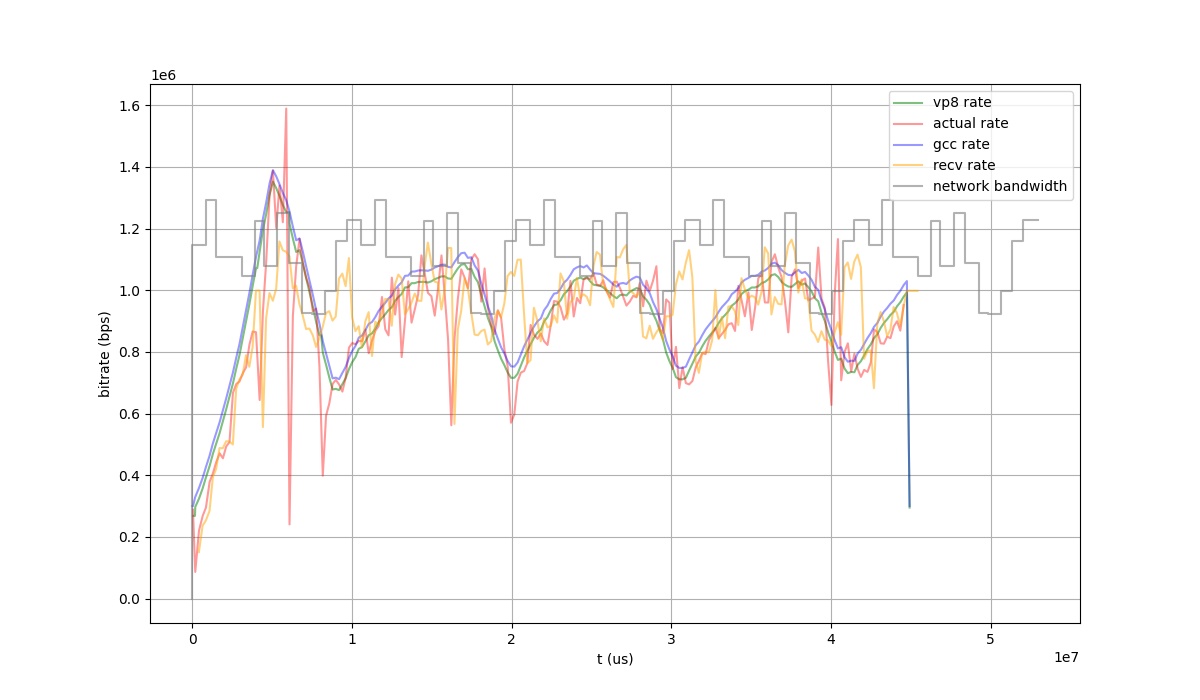 1e6
1.6
1.4
1.2
1.0
0.8
0.6
0.4
0.2
0.0
bitrate (bps)
vp8 rate
actual rate
gcc rate
recv rate
network bandwidth
0
1
2
3
4
5
t (us)
1e7